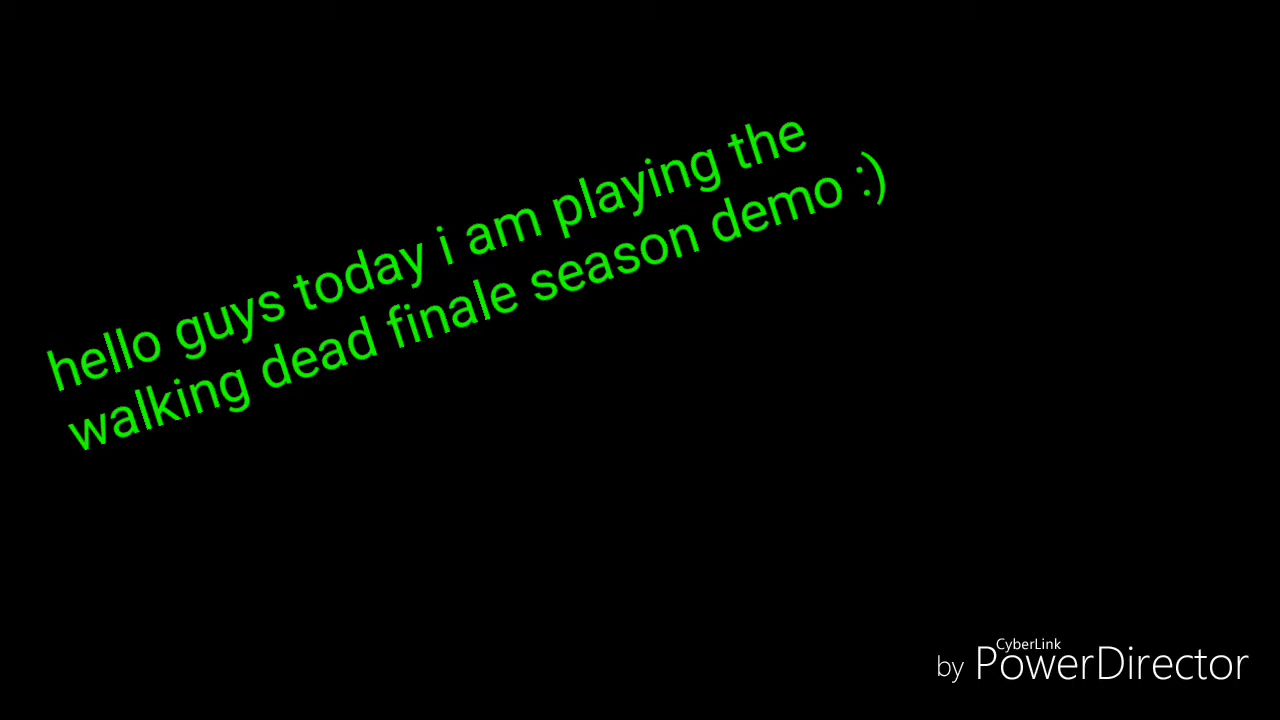 hello guys today i am playing the
walking dead finale season demo :)
CyberLink
by PowerDirector